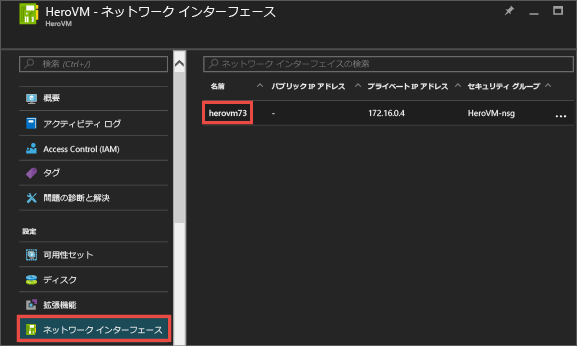 HeroVM - ネットワーク インターフェース
HeroVM
検索 (Ctrl+/)
概要
アクティビティ ログ
Access Control (IAM)
タグ
問題の診断と解決
設定
可用性セット
ディスク
拡張機能
ネットワーク インターフェース
ネットワーク インターフェイスの検索
名前 パブリック IP アドレス プライベート IP アドレス セキュリティ グループ
herovm73 - 172.16.0.4 HeroVM-nsg ...